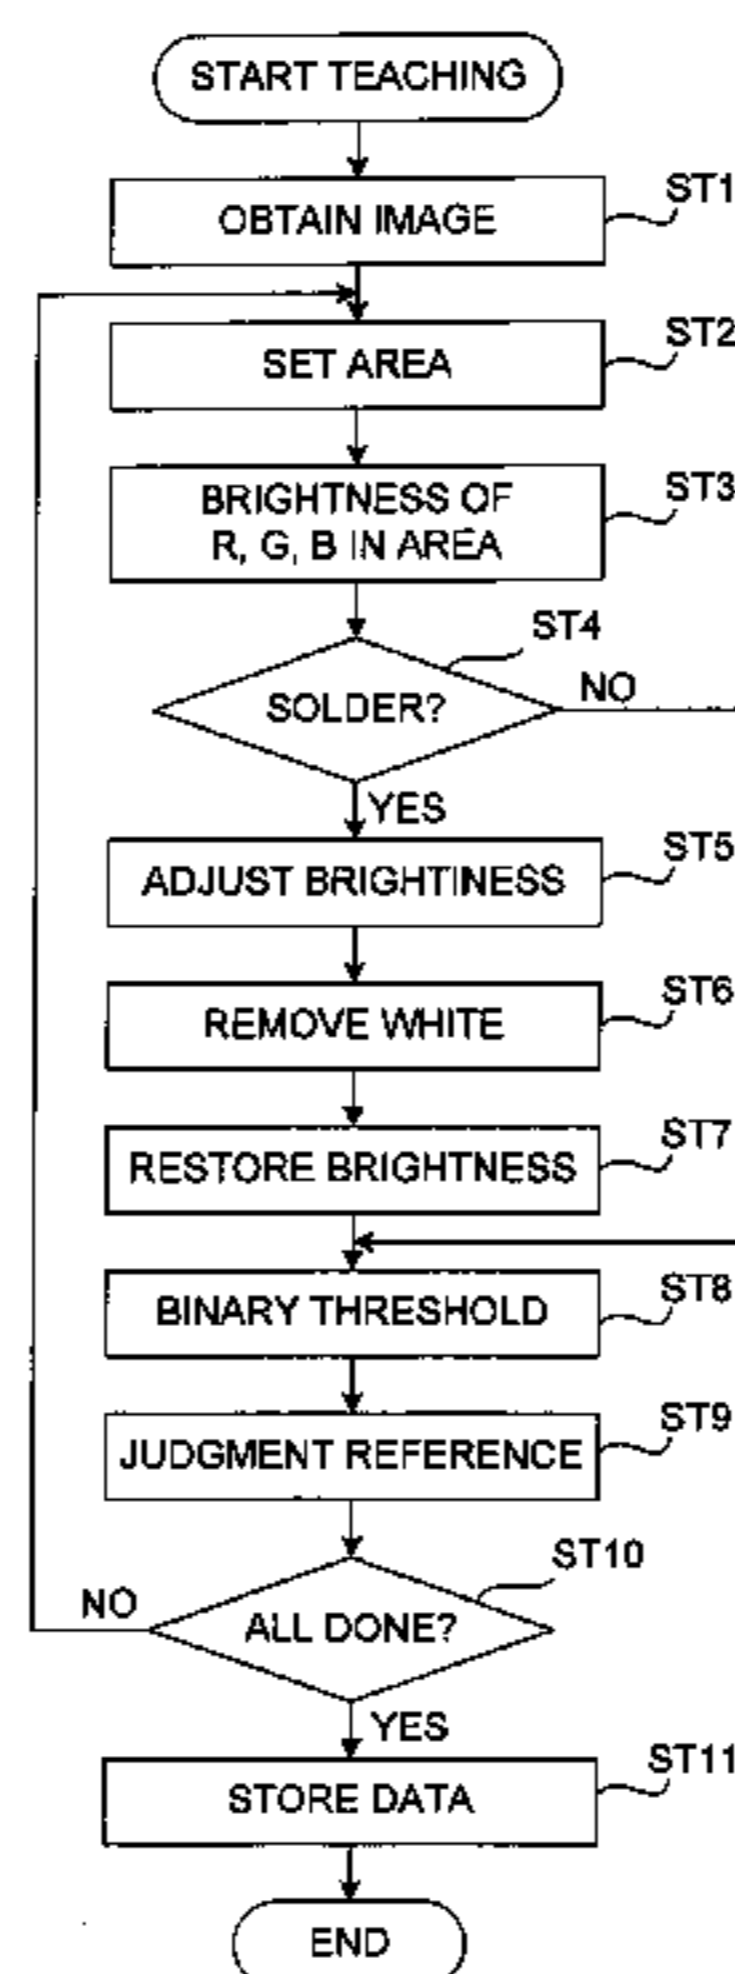 START TEACHING
OBTAIN IMAGE
ST1
SET AREA
ST2
BRIGHTNESS OF
R, G, B IN AREA
ST3
SOLDER?
ST4
NO
YES
ADJUST BRIGHTINESS
ST5
REMOVE WHITE
ST6
RESTORE BRIGHTNESS
ST7
BINARY THRESHOLD
ST8
JUDGMENT REFERENCE
ST9
ALL DONE?
ST10
NO
YES
STORE DATA
ST11
END